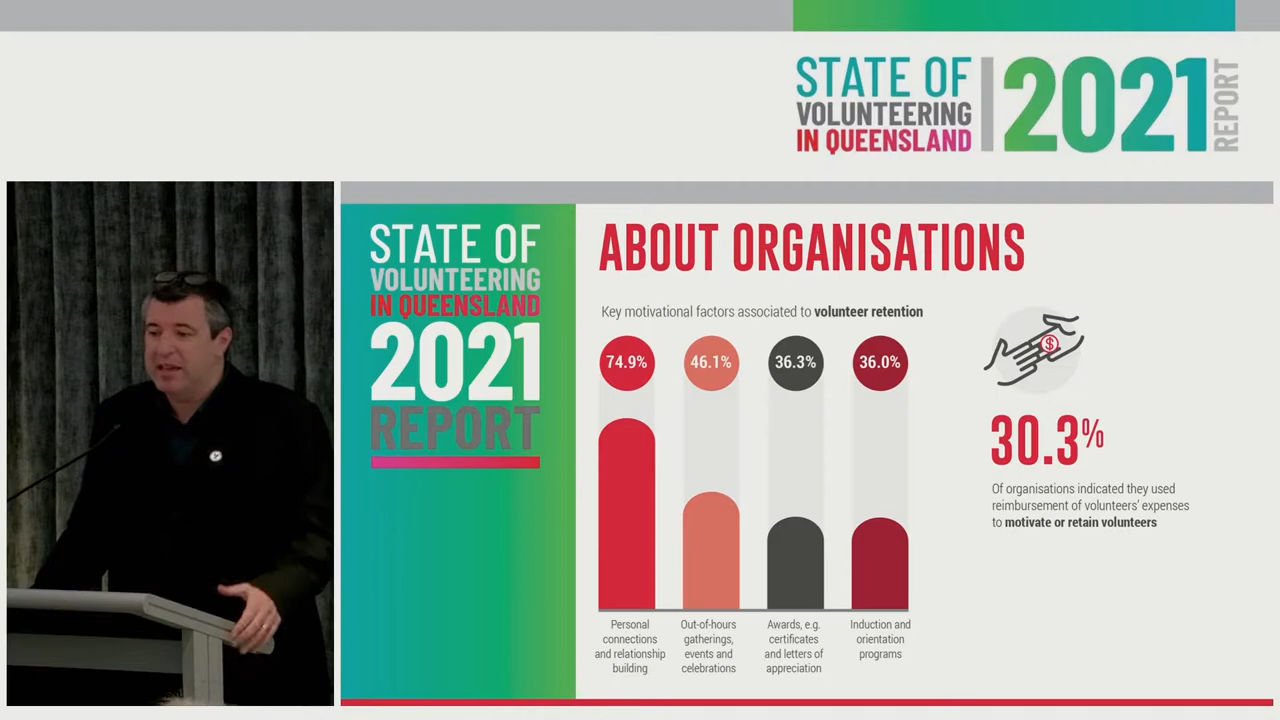 STATE OF
VOLUNTEERING
IN QUEENSLAND
2021
REPORT
STATE OF
VOLUNTEERING
IN QUEENSLAND
2021
REPORT
ABOUT ORGANISATIONS
Key motivational factors associated to volunteer retention
74.9%
46.1%
36.3%
36.0%
Personal
connections
and relationship
building
Out-of-hours
gatherings,
events and
celebrations
Awards, e.g.
certificates
and letters of
appreciation
Induction and
orientation
programs
$
30.3%
Of organisations indicated they used
reimbursement of volunteers' expenses
to motivate or retain volunteers